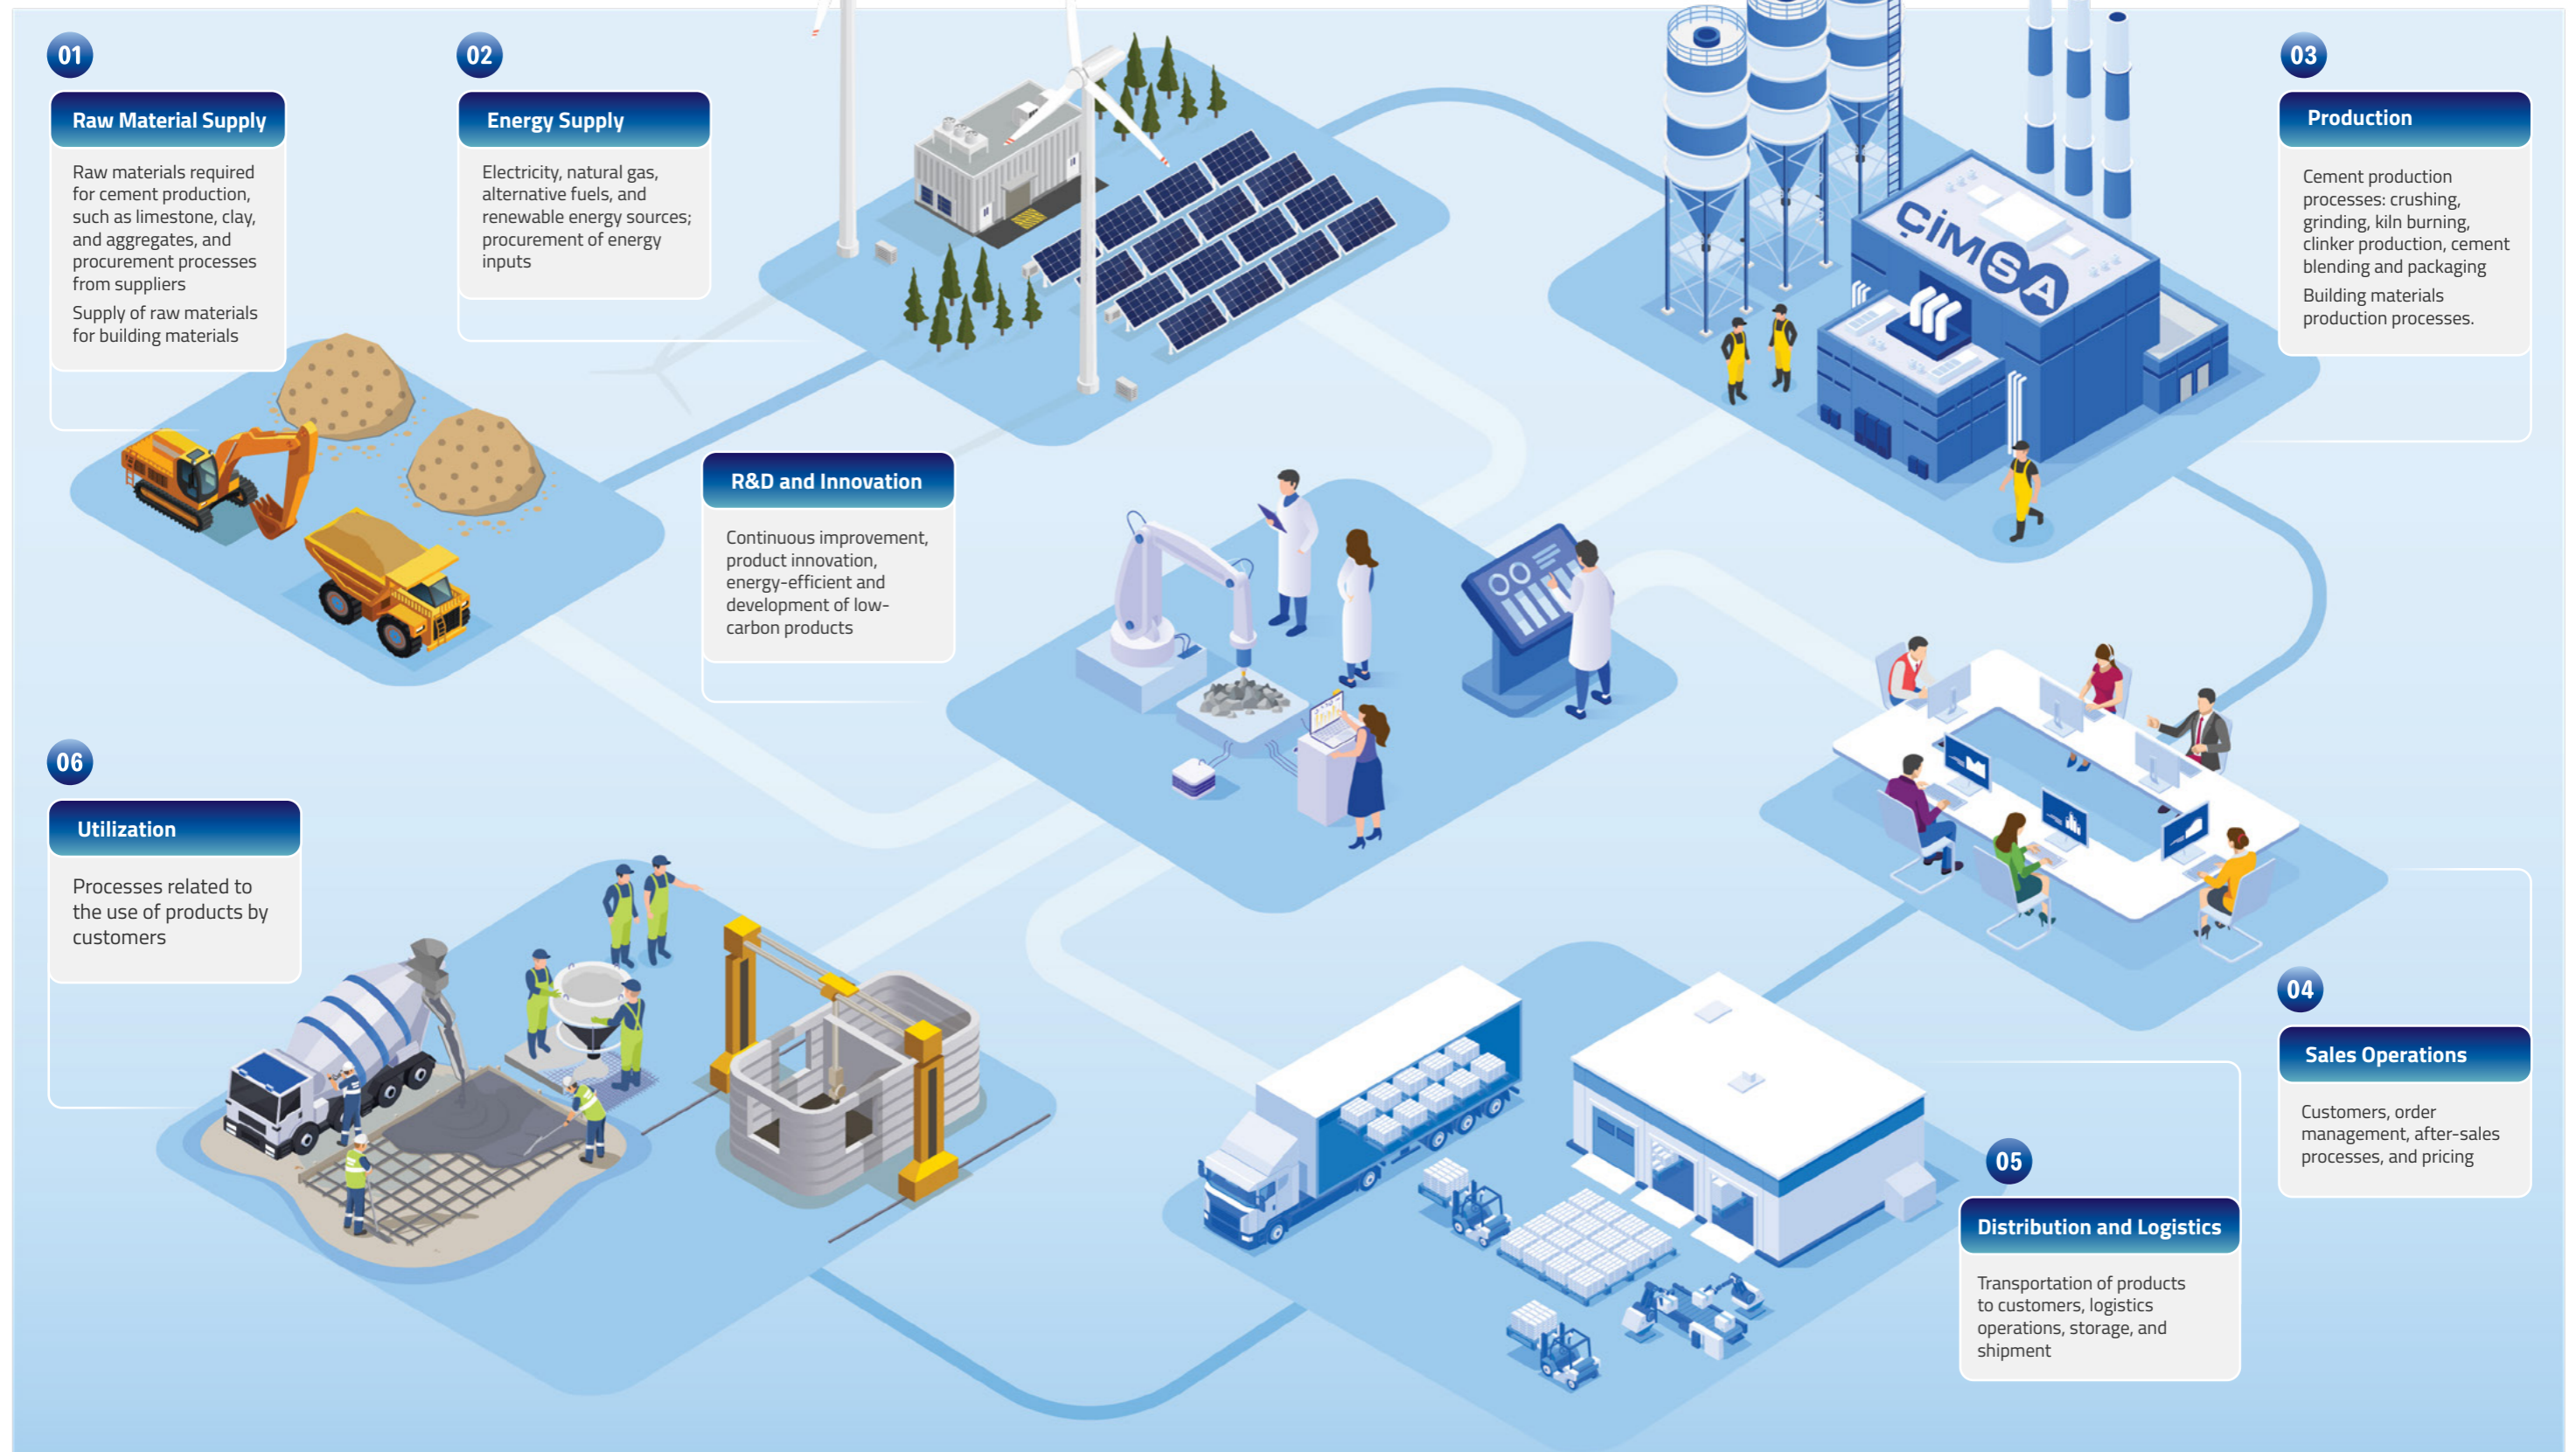 01
Raw Material Supply
Raw materials required
for cement production,
such as limestone, clay,
and aggregates, and
procurement processes
from suppliers
Supply of raw materials
for building materials
02
Energy Supply
Electricity, natural gas,
alternative fuels, and
renewable energy sources;
procurement of energy
inputs
03
Production
Cement production
processes: crushing,
grinding, kiln burning,
clinker production, cement
blending and packaging
Building materials
production processes.
ÇİMSA
R&D and Innovation
Continuous improvement,
product innovation,
energy-efficient and
development of low-
carbon products
06
Utilization
Processes related to
the use of products by
customers
04
Sales Operations
Customers, order
management, after-sales
processes, and pricing
05
Distribution and Logistics
Transportation of products
to customers, logistics
operations, storage, and
shipment